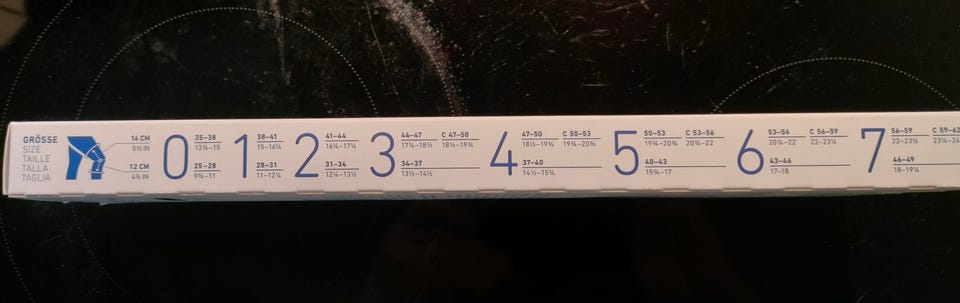 GRÖSSE
SIZE
TAILLE
TALLA
TAGLIA
14 CM
5½ IN
12 CM
4¾ IN
0
35–38
13¾–15
25–28
9¾–11
1
38–41
15–16¼
28–31
11–12¼
2
41–44
16¼–17¼
31–34
12¼–13½
3
44–47 C 47–50
17¼–18½ 18½–19¾
34–37
13½–14½
4
47–50 C 50–53
18½–19¾ 19¾–20¾
37–40
14½–15¾
5
50–53 C 53–56
19¾–20¾ 20¾–22
40–43
15¾–17
6
53–56 C 56–59
20¾–22 22–23¼
43–46
17–18
7
56–59 C 59–62
22–23¼
46–49
18–19¼